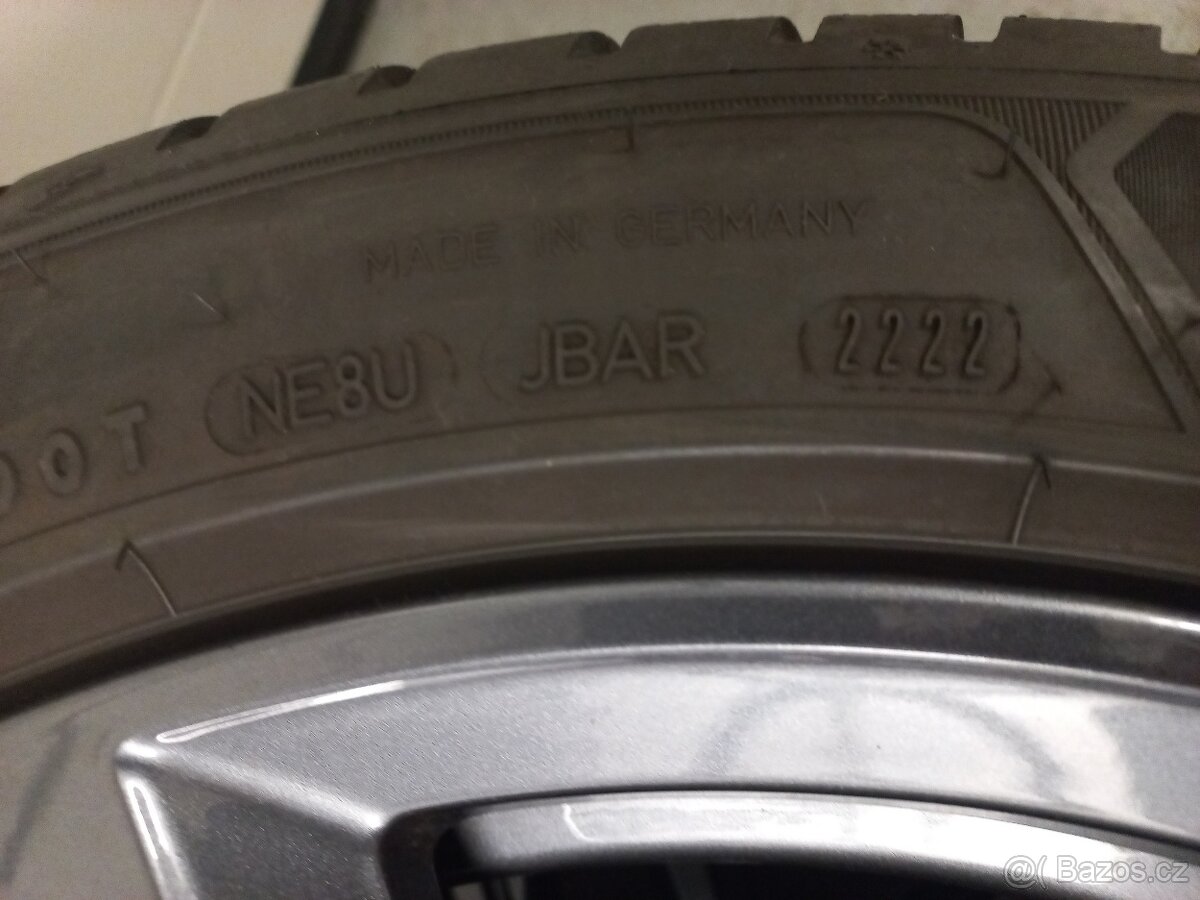 MADE IN GERMANY
DOT NE8U JBAR 2222
@( Bazos.cz